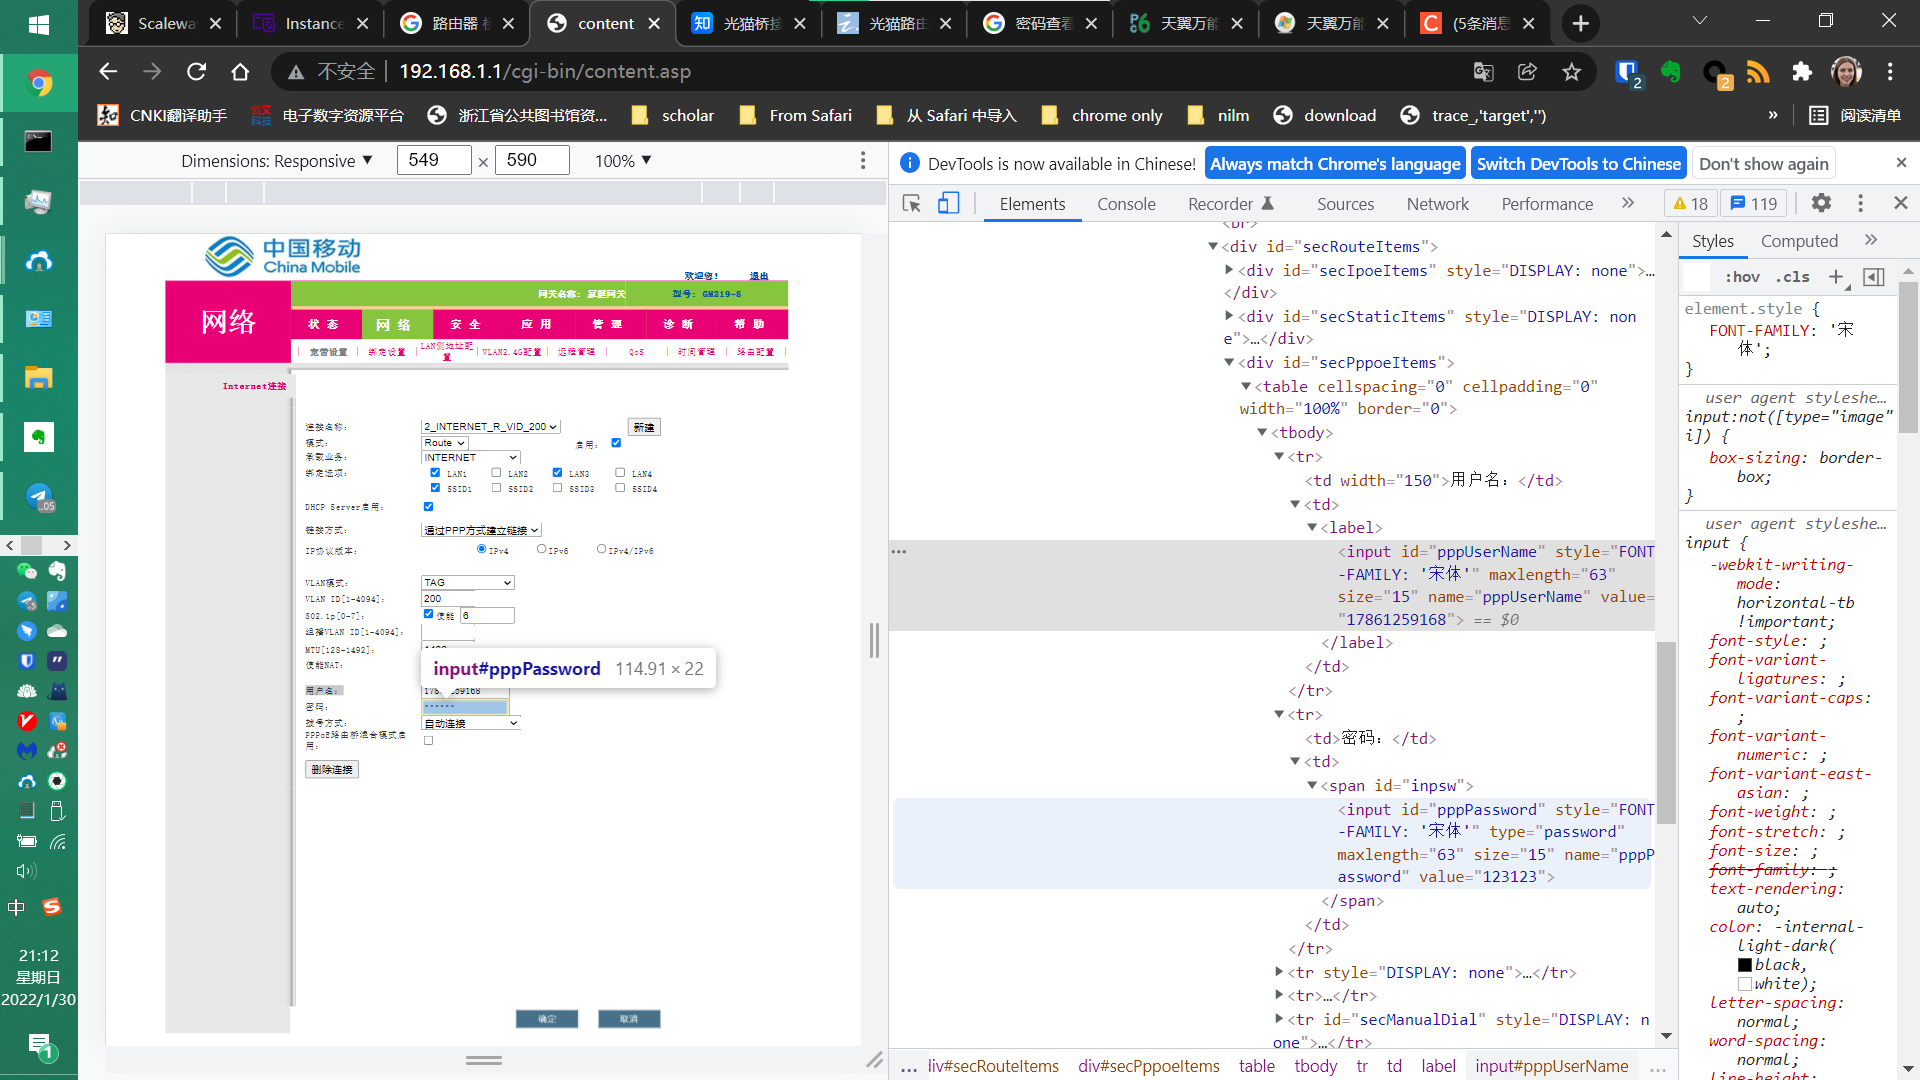 Scaleway
Instance
路由器 
content
光猫桥接
光猫路由
密码查看
天翼万能
天翼万能
(5条消息
不安全
192.168.1.1/cgi-bin/content.asp
2
2
CNKI翻译助手
电子数字资源平台
浙江省公共图书馆资...
scholar
From Safari
从 Safari 中导入
chrome only
nilm
download
trace_,'target','')
»
阅读清单
Dimensions: Responsive ▼
549 × 590
100% ▼
中国移动
China Mobile
欢迎您!
退出
网关名称: 家庭网关
型号: GM219-S
网络
状 态
网 络
安 全
应 用
管 理
诊 断
帮 助
宽带设置
绑定设置
LAN侧地址配置
WLAN2.4G配置
远程管理
QoS
时间管理
路由配置
Internet连接
连接名称:
2_INTERNET_R_VID_200
新建
模式:
Route
启用:
承载业务:
INTERNET
绑定选项:
LAN1 LAN2 LAN3 LAN4
SSID1 SSID2 SSID3 SSID4
DHCP Server启用:
链接方式:
通过PPP方式建立链接
IP协议版本:
IPv4 IPv6 IPv4/IPv6
VLAN模式:
TAG
VLAN ID[1-4094]:
200
802.1p[0-7]:
使能 6
组播VLAN ID[1-4094]:
MTU[128-1492]:
使能NAT:
input#pppPassword 114.91 × 22
用户名:
密码:
拨号方式:
自动连接
PPPoE路由桥混合模式启用:
删除连接
确定
取消
DevTools is now available in Chinese!
Always match Chrome's language
Switch DevTools to Chinese
Don't show again
Elements
Console
Recorder
Sources
Network
Performance
»
18
119
<div id="secRouteItems">
<div id="secIpoeItems" style="DISPLAY: none">…
</div>
<div id="secStaticItems" style="DISPLAY: non
e">…</div>
<div id="secPppoeItems">
<table cellspacing="0" cellpadding="0"
width="100%" border="0">
<tbody>
<tr>
<td width="150">用户名: </td>
<td>
<label>
<input id="pppUserName" style="FONT
-FAMILY: '宋体'" maxlength="63"
size="15" name="pppUserName" value=
"17861259168"> == $0
</label>
</td>
</tr>
<tr>
<td>密码: </td>
<td>
<span id="inpsw">
<input id="pppPassword" style="FONT
-FAMILY: '宋体'" type="password"
maxlength="63" size="15" name="pppP
assword" value="123123">
</span>
</td>
</tr>
<tr style="DISPLAY: none">…</tr>
<tr>…</tr>
<tr id="secManualDial" style="DISPLAY: n
one">…</tr>
...
div#secRouteItems
div#secPppoeItems
table
tbody
tr
td
label
input#pppUserName
...
Styles
Computed
»
:hov
.cls
element.style {
FONT-FAMILY: '宋
体';
}
user agent styleshe…
input:not([type="image"
i]) {
box-sizing: border-
box;
}
user agent styleshe…
input {
-webkit-writing-
mode:
horizontal-tb
!important;
font-style: ;
font-variant-
ligatures: ;
font-variant-caps:
;
font-variant-
numeric: ;
font-variant-east-
asian: ;
font-weight: ;
font-stretch: ;
font-size: ;
font-family: ;
text-rendering:
auto;
color: -internal-
light-dark(
black,
white);
letter-spacing:
normal;
word-spacing:
normal;
line-height:
.05
中
21:12
星期日
2022/1/30
1